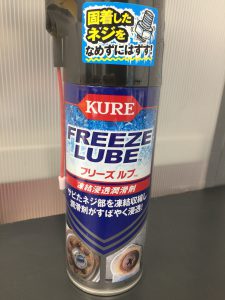 固着した
ネジを
なめずにはずす!
KURE
FREEZE
LUBE
フリーズ ルブ
凍結浸透潤滑剤
サビたネジ部を凍結収縮し
潤滑剤がすばやく浸透!